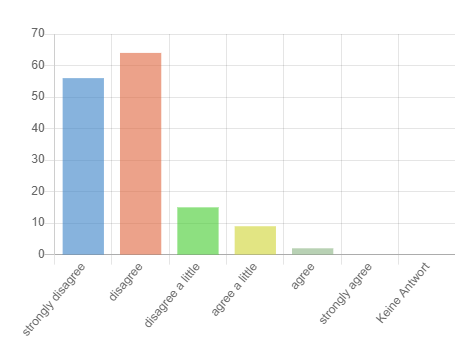 70
60
50
40
30
20
10
0
strongly disagree
disagree
disagree a little
agree a little
agree
strongly agree
Keine Antwort